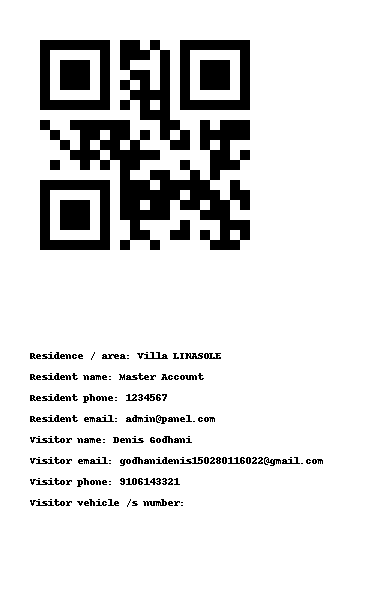 Residence / area: Villa LINASOLE
Resident name: Master Account
Resident phone: 1234567
Resident email: admin@panel.com
Visitor name: Denis Godhani
Visitor email: godhanidenis150280116022@gmail.com
Visitor phone: 9106143321
Visitor vehicle /s number: